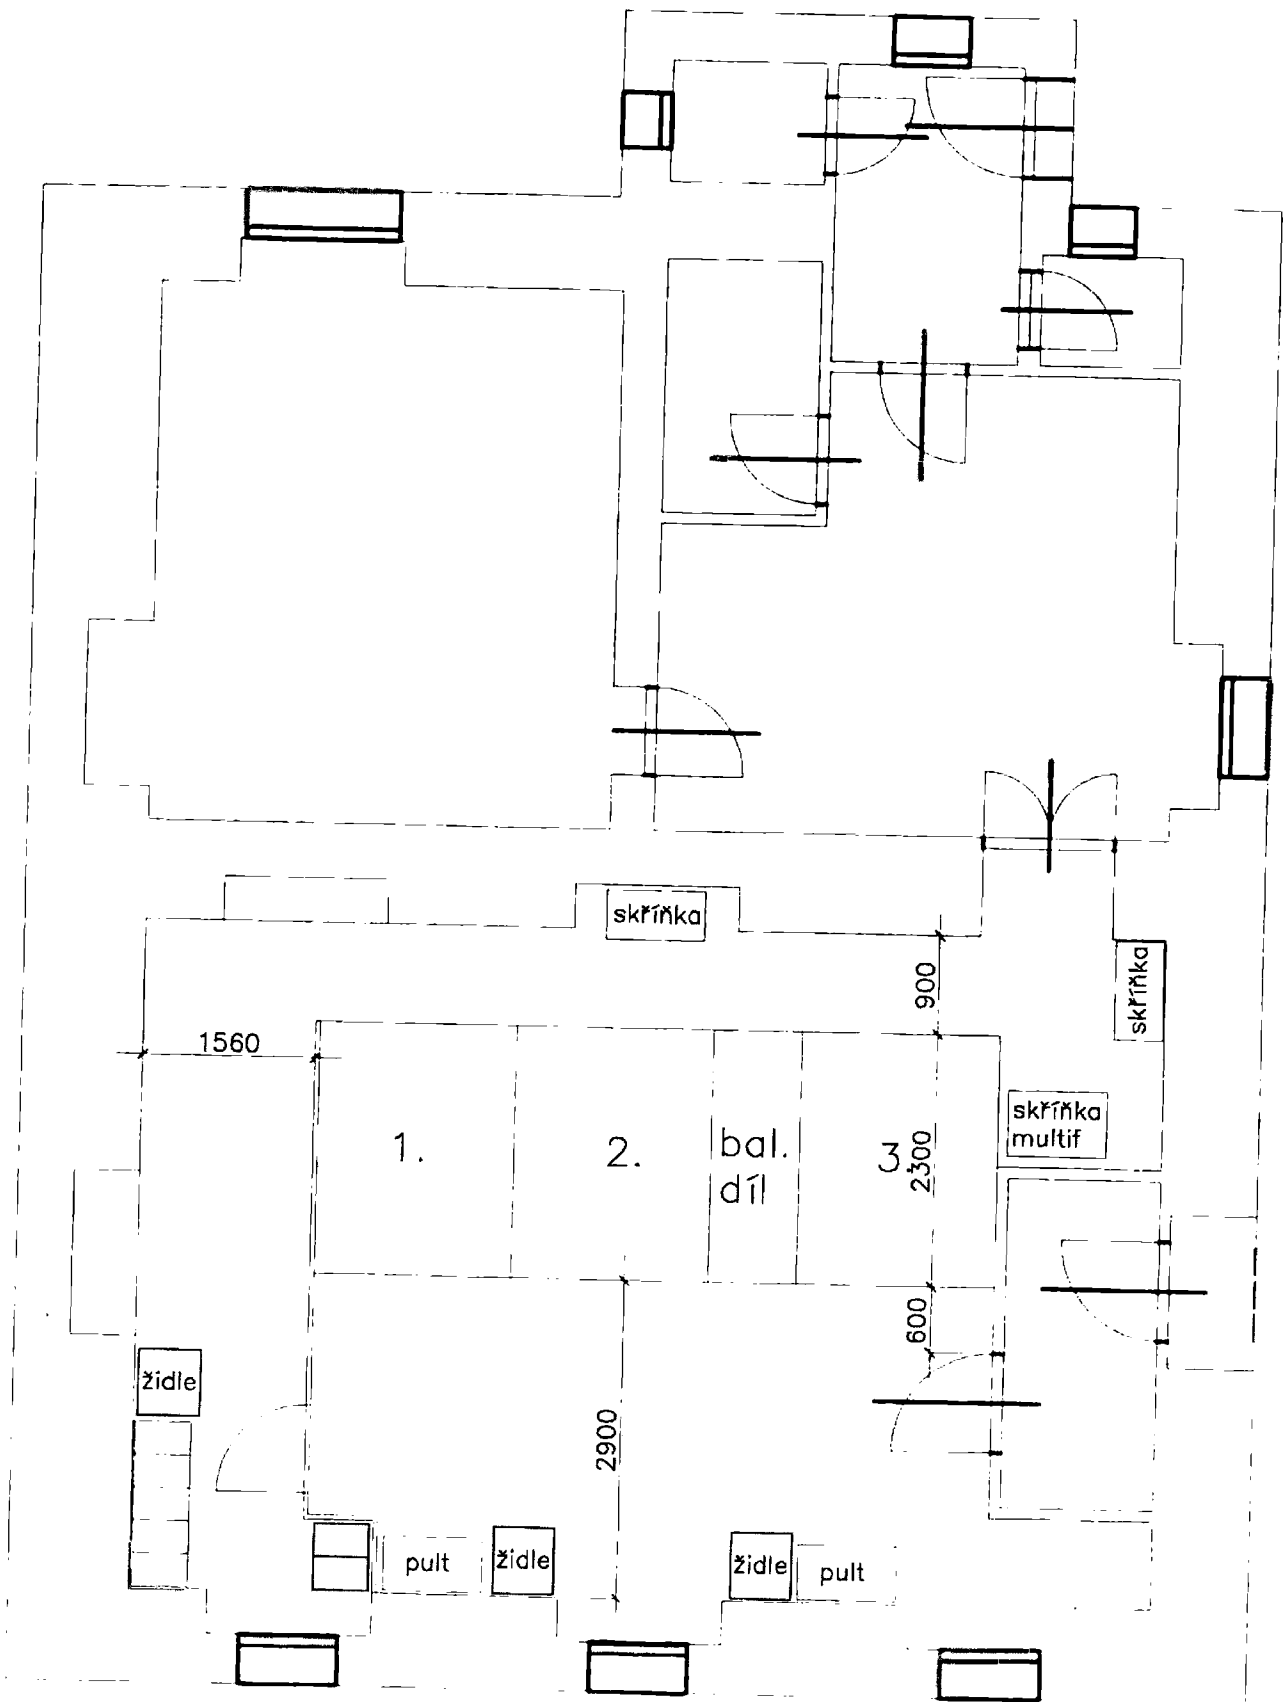 skříňka
900
skříňka
1560
skříňka
multif
1.
2.
bal.
díl
3.
2300
600
židle
2900
pult
židle
židle
pult